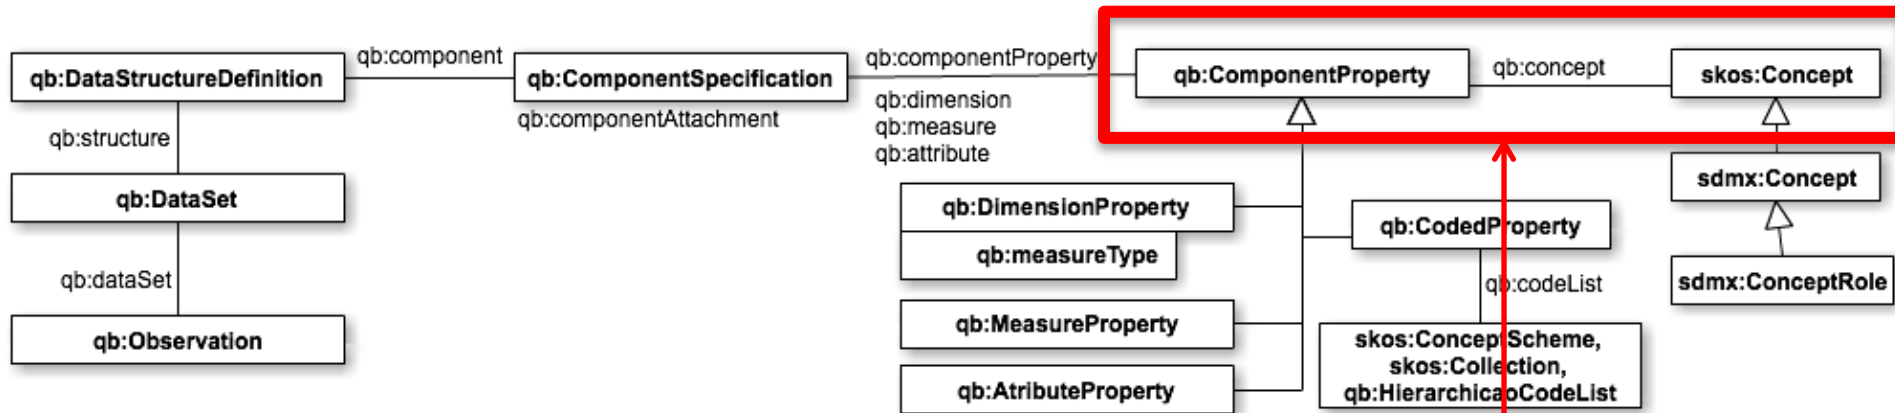 qb:DataStructureDefinition
qb:component
qb:ComponentSpecification
qb:componentAttachment
qb:componentProperty
qb:dimension
qb:measure
qb:attribute
qb:ComponentProperty
qb:concept
skos:Concept
qb:structure
qb:DataSet
qb:dataSet
qb:Observation
qb:DimensionProperty
qb:measureType
qb:MeasureProperty
qb:AtributeProperty
qb:CodedProperty
qb:codeList
skos:ConceptScheme,
skos:Collection,
qb:HierarchicaoCodeList
sdmx:Concept
sdmx:ConceptRole